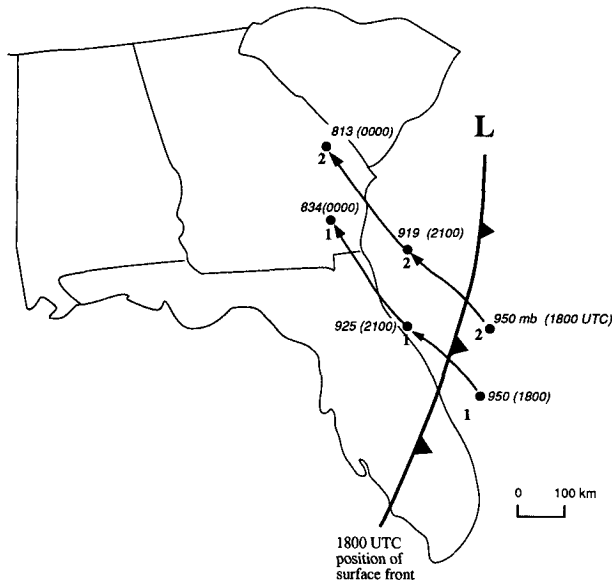 813 (0000)
2
L
834(0000)
1
919 (2100)
2
950 mb (1800 UTC)
2
925 (2100)
1
950 (1800)
1
0 100 km
1800 UTC
position of
surface front